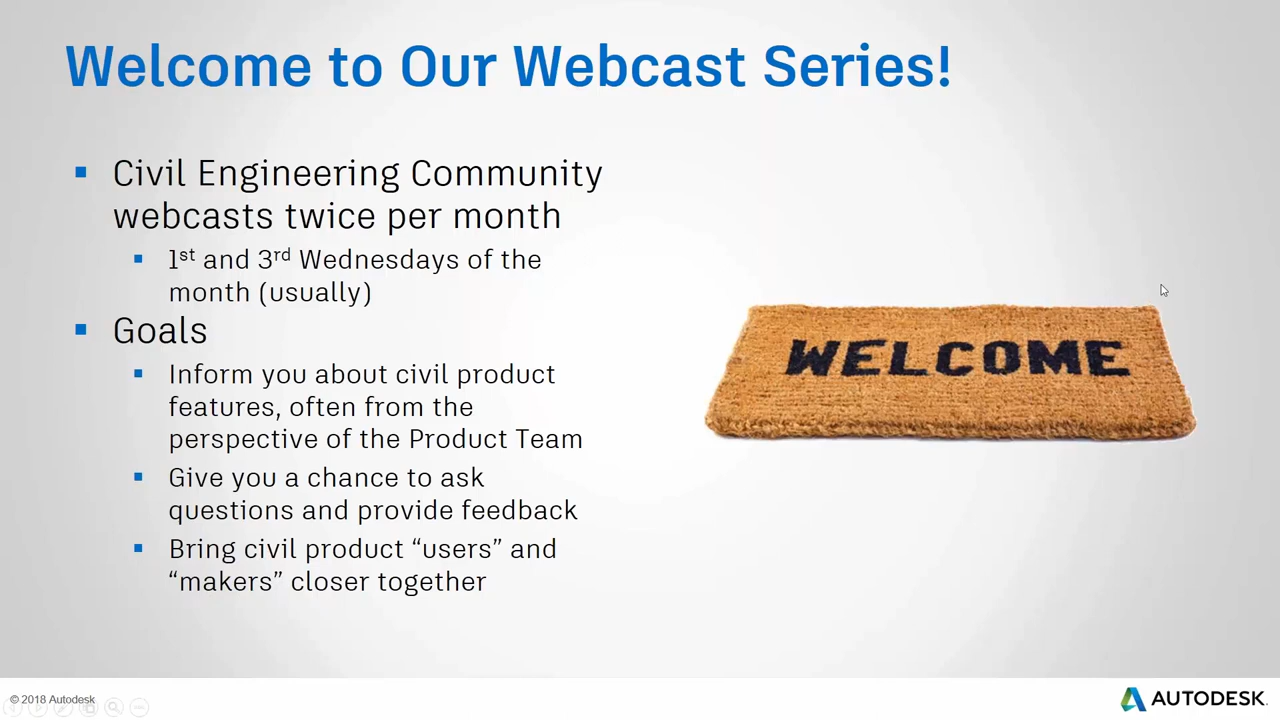 Welcome to Our Webcast Series!
Civil Engineering Community
webcasts twice per month
1st and 3rd Wednesdays of the
month (usually)
Goals
Inform you about civil product
features, often from the
perspective of the Product Team
Give you a chance to ask
questions and provide feedback
Bring civil product “users” and
“makers” closer together
WELCOME
© 2018 Autodesk
AUTODESK.